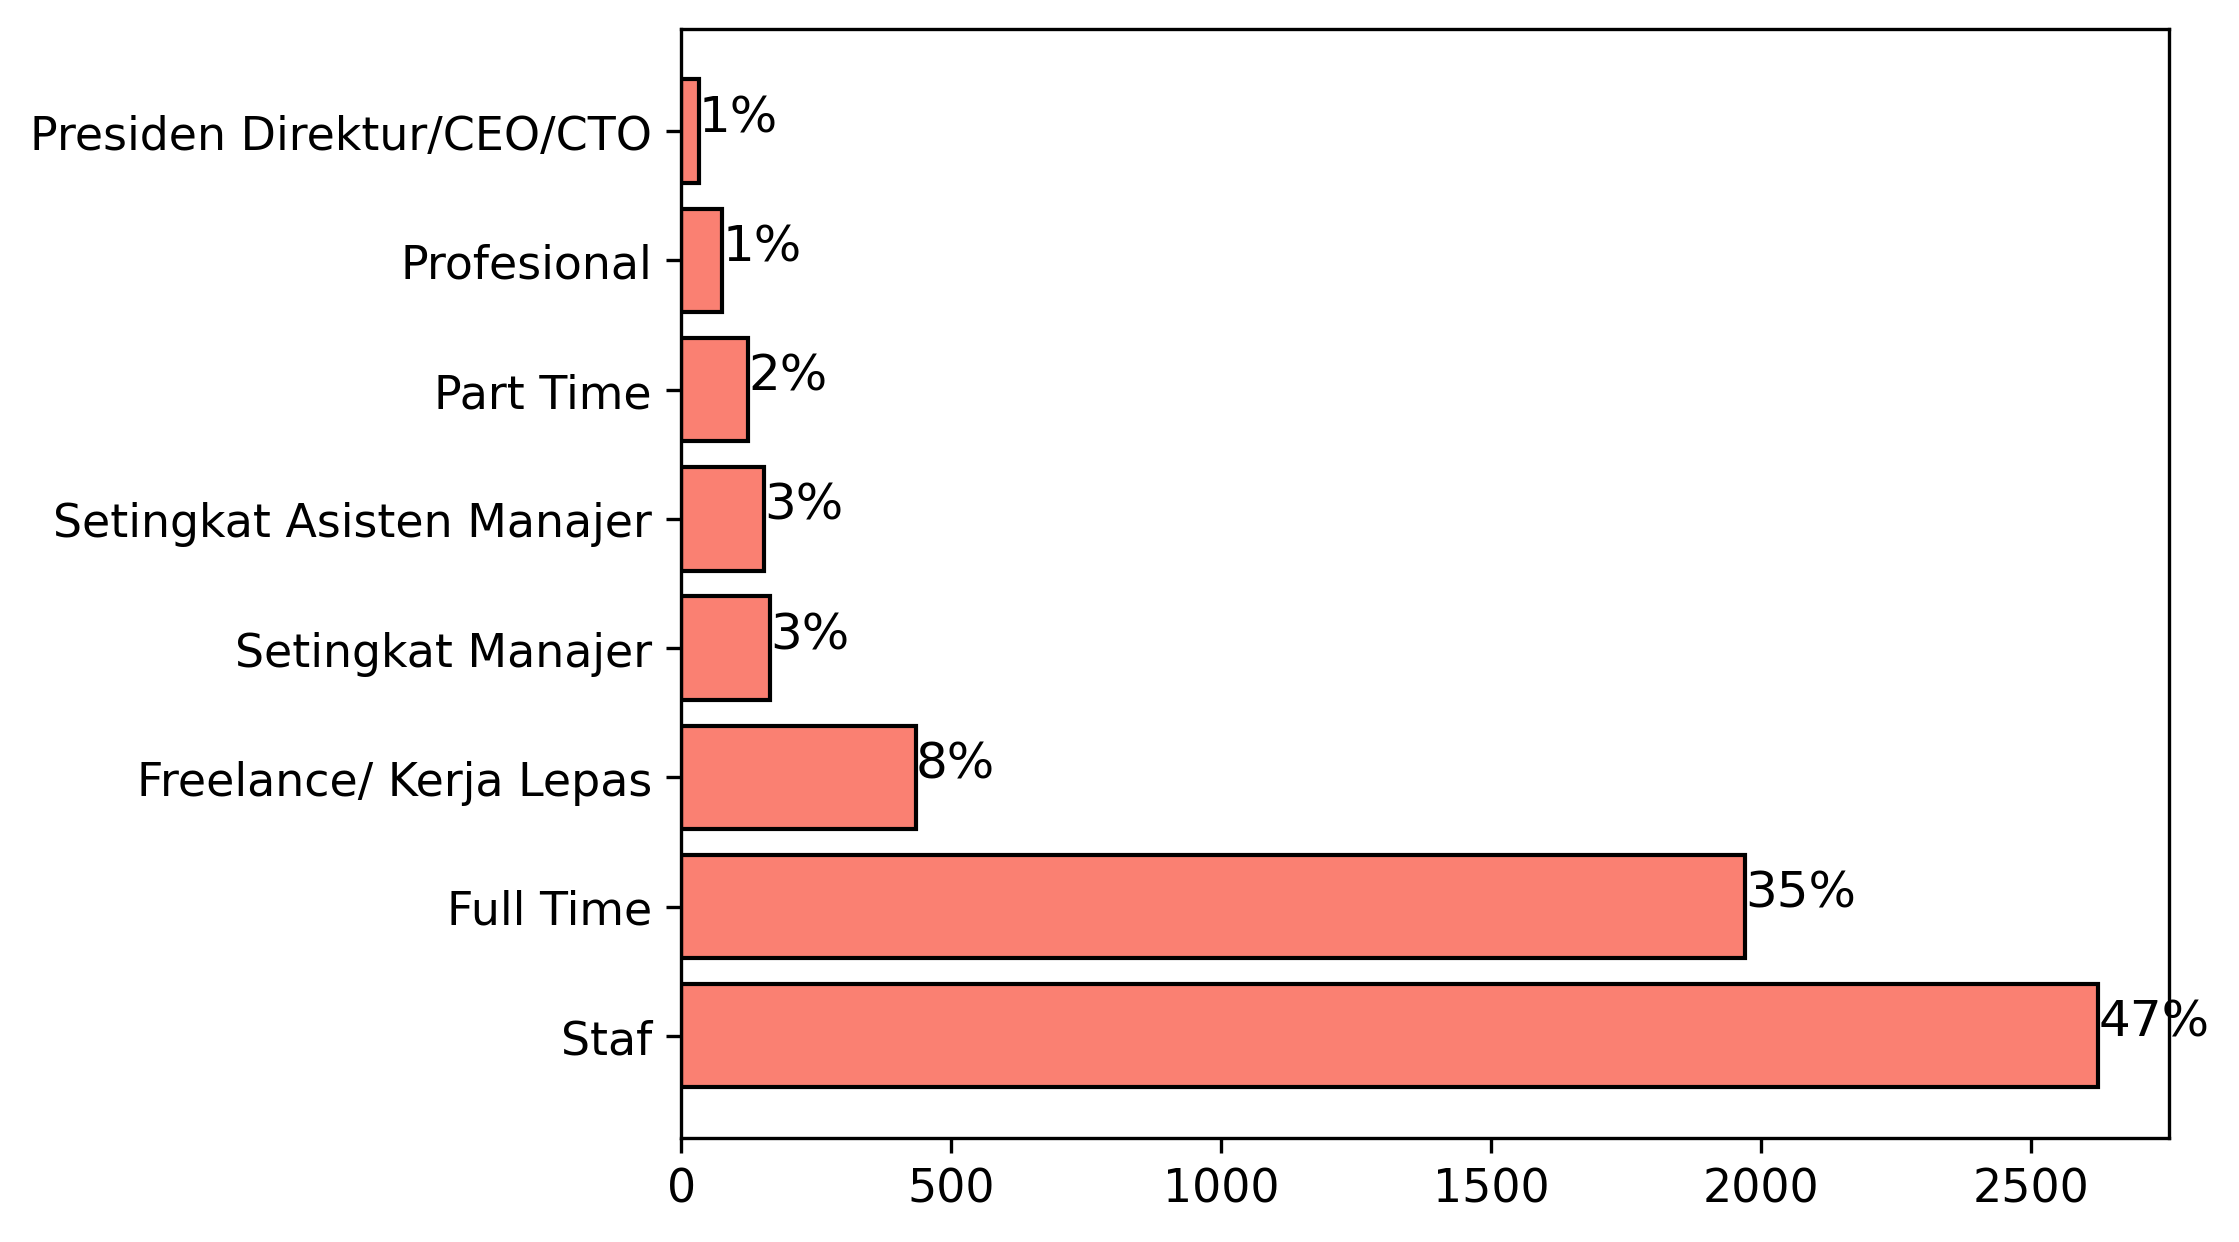 Presiden Direktur/CEO/CTO 1%
Profesional 1%
Part Time 2%
Setingkat Asisten Manajer 3%
Setingkat Manajer 3%
Freelance/ Kerja Lepas 8%
Full Time 35%
Staf 47%
0 500 1000 1500 2000 2500